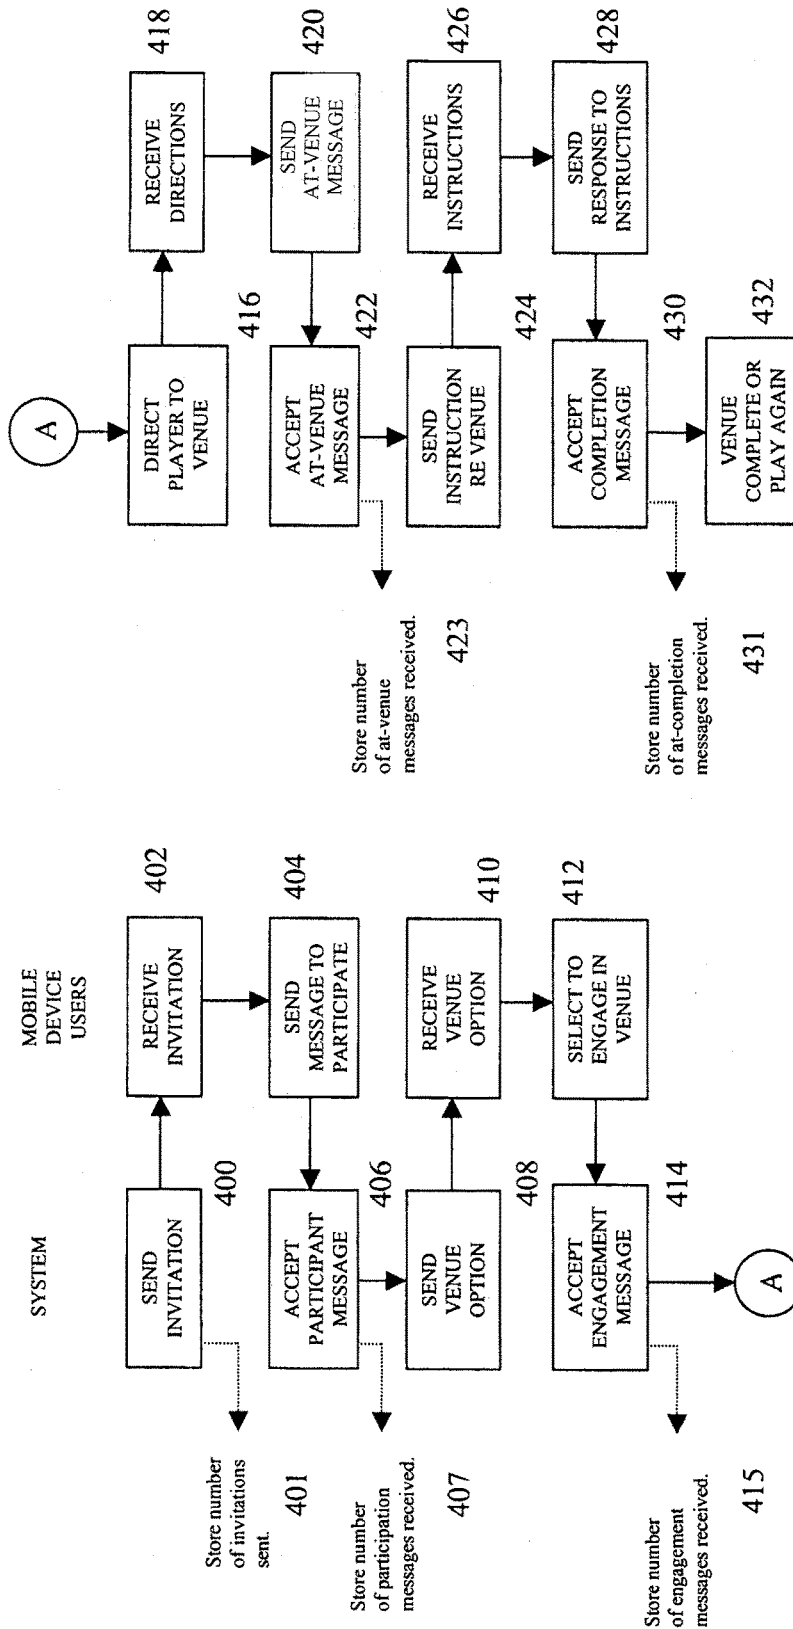 SYSTEM
MOBILE
DEVICE
USERS
SEND
INVITATION
400
RECEIVE
INVITATION
402
Store number
of invitations
sent.
401
SEND
MESSAGE TO
PARTICIPATE
404
ACCEPT
PARTICIPANT
MESSAGE
406
Store number
of participation
messages received.
407
SEND
VENUE
OPTION
408
RECEIVE
VENUE
OPTION
410
SELECT TO
ENGAGE IN
VENUE
412
ACCEPT
ENGAGEMENT
MESSAGE
414
Store number
of engagement
messages received.
415
A
A
DIRECT
PLAYER TO
VENUE
416
RECEIVE
DIRECTIONS
418
SEND
AT-VENUE
MESSAGE
420
ACCEPT
AT-VENUE
MESSAGE
422
Store number
of at-venue
messages received.
423
SEND
INSTRUCTION
RE VENUE
424
RECEIVE
INSTRUCTIONS
426
SEND
RESPONSE TO
INSTRUCTIONS
428
ACCEPT
COMPLETION
MESSAGE
430
Store number
of at-completion
messages received.
431
VENUE
COMPLETE OR
PLAY AGAIN
432